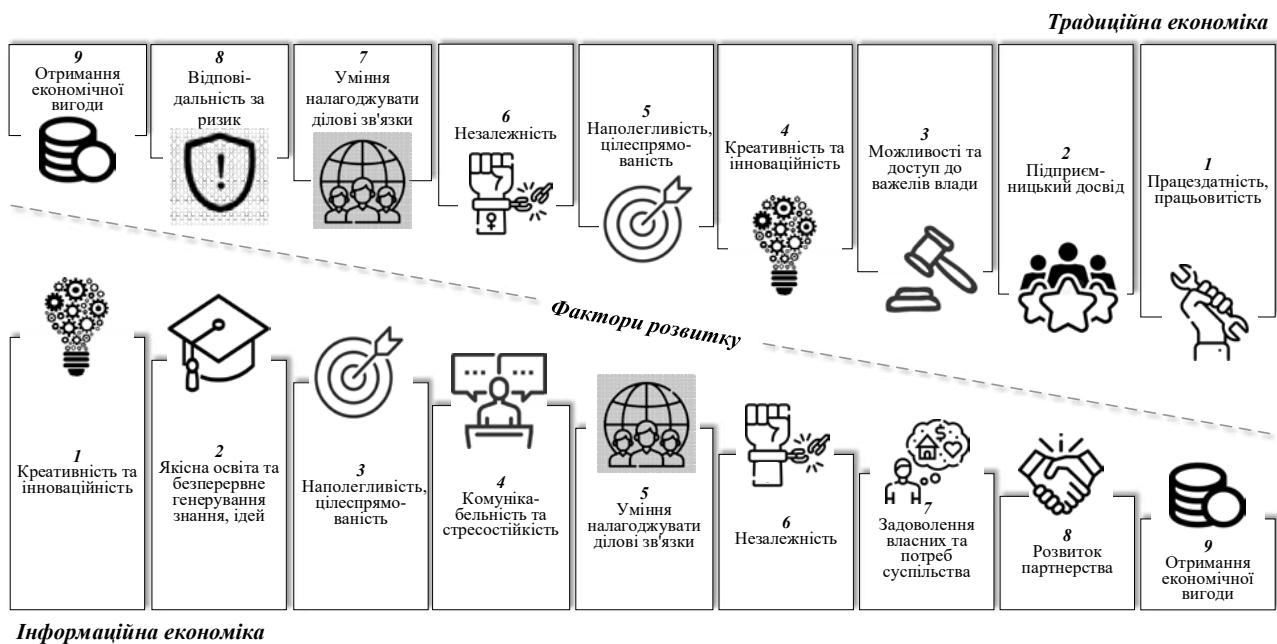 Традиційна економіка
9
Отримання
економічної
вигоди
8
Відпові-
дальність за
ризик
7
Уміння
налагоджувати
ділові зв'язки
6
Незалежність
5
Наполегливість,
цілеспрямо-
ваність
4
Креативність та
інноваційність
3
Можливості та
доступ до
важелів влади
2
Підприєм-
ницький досвід
1
Працездатність,
працьовитість
Фактори розвитку
1
Креативність та
інноваційність
2
Якісна освіта та
безперервне
генерування
знання, ідей
3
Наполегливість,
цілеспрямо-
ваність
4
Комуніка-
бельність та
стресостійкість
5
Уміння
налагоджувати
ділові зв'язки
6
Незалежність
7
Задоволення
власних та
потреб
суспільства
8
Розвиток
партнерства
9
Отримання
економічної
вигоди
Інформаційна економіка